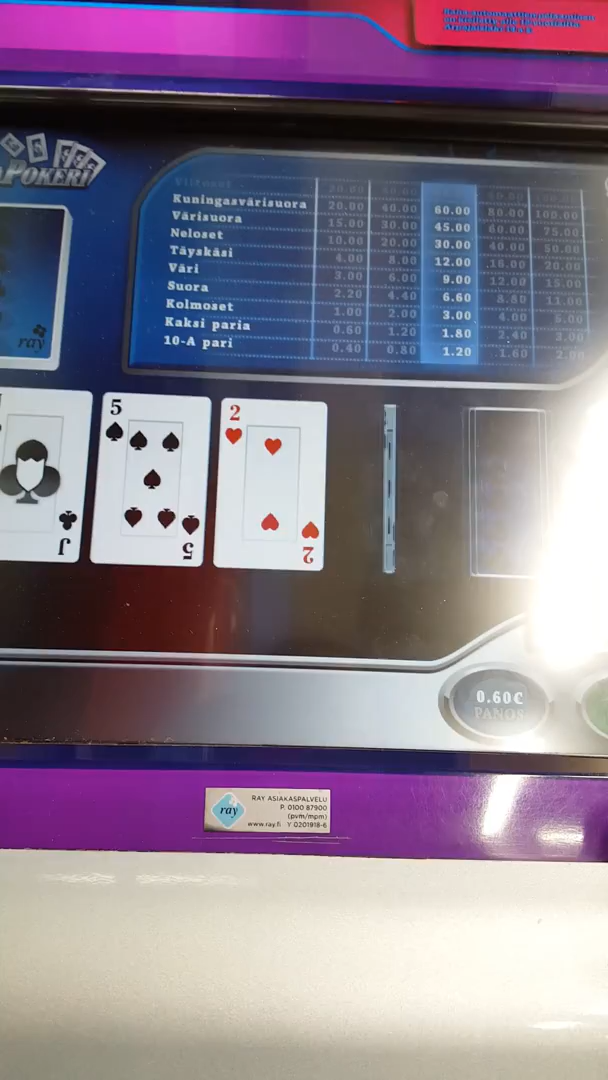 POKERI
Kuningasvärisuora 20.00 40.00 60.00 80.00 100.00
Värisuora 15.00 30.00 45.00 60.00 75.00
Neloset 10.00 20.00 30.00 40.00 50.00
Täyskäsi 4.00 8.00 12.00 16.00 20.00
Väri 3.00 6.00 9.00 12.00 15.00
Suora 2.20 4.40 6.60 8.80 11.00
Kolmoset 1.00 2.00 3.00 4.00 5.00
Kaksi paria 0.60 1.20 1.80 2.40 3.00
10-A pari 0.40 0.80 1.20 1.60 2.00
ray
J
5
5
2
2
0.60€
PANOS
ray
RAY ASIAKASPALVELU
P. 0100 87900
(pvm/mpm)
www.ray.fi Y 0201918-6